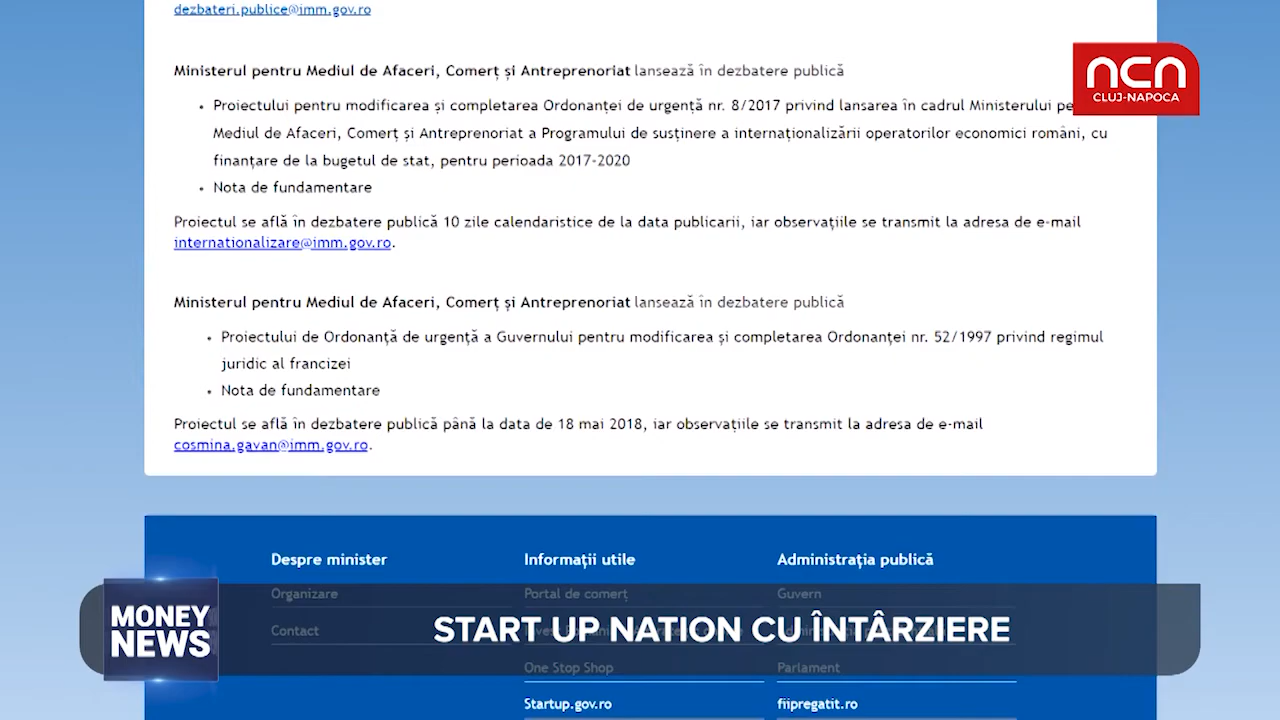 dezbateri.publice@imm.gov.ro
Ministerul pentru Mediul de Afaceri, Comerț și Antreprenoriat lansează în dezbatere publică
ncn
CLUJ-NAPOCA
• Proiectului pentru modificarea și completarea Ordonanței de urgență nr. 8/2017 privind lansarea în cadrul Ministerului
Mediul de Afaceri, Comerț și Antreprenoriat a Programului de susținere a internaționalizării operatorilor economici români, cu
finanțare de la bugetul de stat, pentru perioada 2017-2020
• Nota de fundamentare
Proiectul se află în dezbatere publică 10 zile calendaristice de la data publicarii, iar observațiile se transmit la adresa de e-mail
internationalizare@imm.gov.ro.
Ministerul pentru Mediul de Afaceri, Comerț și Antreprenoriat lansează în dezbatere publică
• Proiectului de Ordonanță de urgență a Guvernului pentru modificarea și completarea Ordonanței nr. 52/1997 privind regimul
juridic al francizei
• Nota de fundamentare
Proiectul se află în dezbatere publică până la data de 18 mai 2018, iar observațiile se transmit la adresa de e-mail
cosmina.gavan@imm.gov.ro.
Despre minister Informații utile Administrația publică
Organizare Portal de comerț Guvern
MONEY
NEWS
START UP NATION CU ÎNTÂRZIERE
Contact
One Stop Shop Parlament
Startup.gov.ro fiipregatit.ro